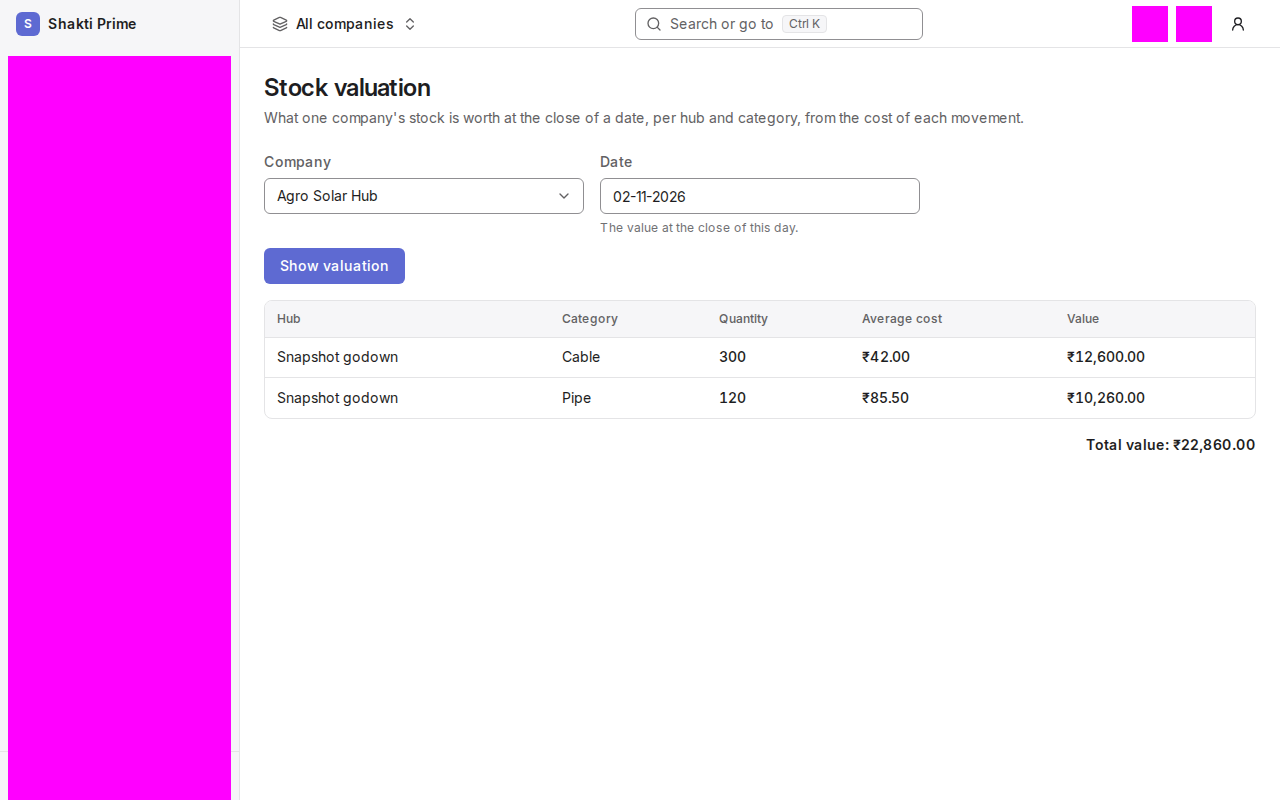 S Shakti Prime
All companies
Search or go to Ctrl K
Stock valuation
What one company's stock is worth at the close of a date, per hub and category, from the cost of each movement.
Company Date
Agro Solar Hub 02-11-2026
The value at the close of this day.
Show valuation
Hub Category Quantity Average cost Value
Snapshot godown Cable 300 ₹42.00 ₹12,600.00
Snapshot godown Pipe 120 ₹85.50 ₹10,260.00
Total value: ₹22,860.00